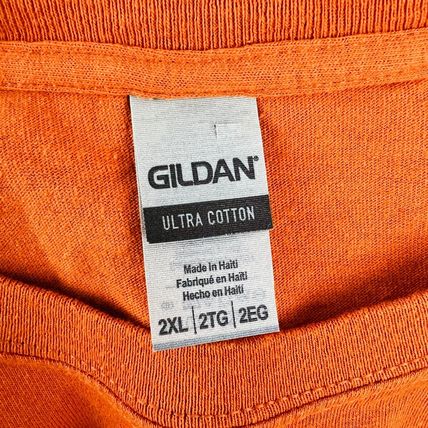 GILDAN®
ULTRA COTTON
Made in Haiti
Fabriqué en Haïti
Hecho en Haití
2XL | 2TG | 2EG